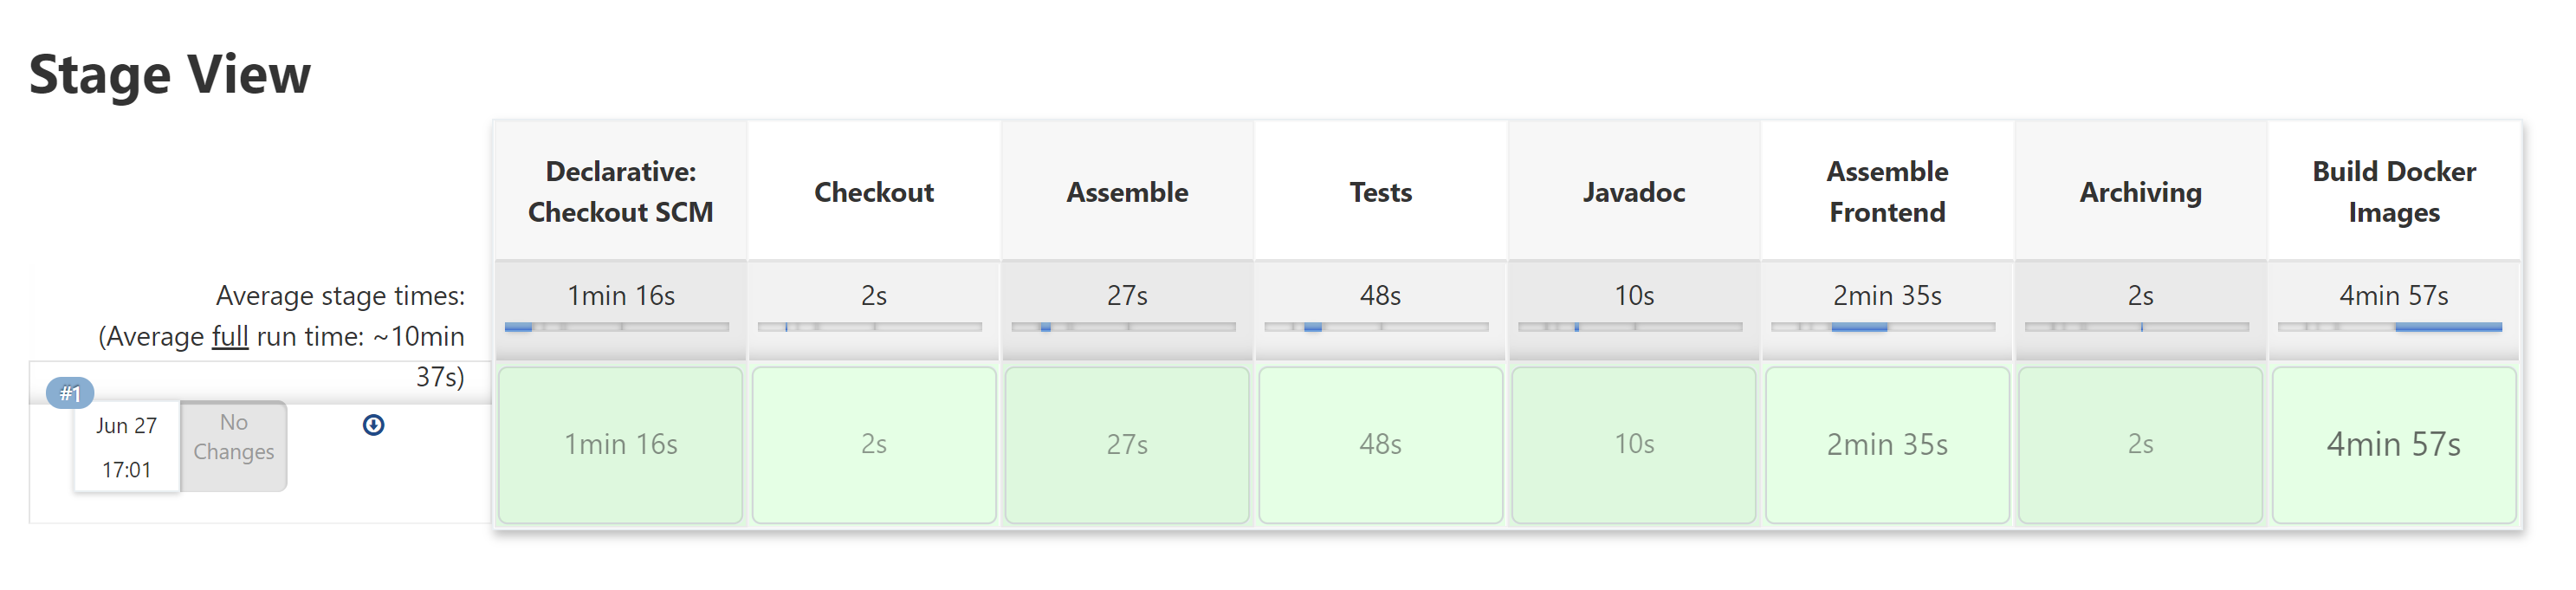 Stage View
Declarative:
Checkout SCM
Checkout
Assemble
Tests
Javadoc
Assemble
Frontend
Archiving
Build Docker
Images
Average stage times:
(Average full run time: ~10min
37s)
1min 16s
2s
27s
48s
10s
2min 35s
2s
4min 57s
#1
Jun 27
17:01
No
Changes
1min 16s
2s
27s
48s
10s
2min 35s
2s
4min 57s